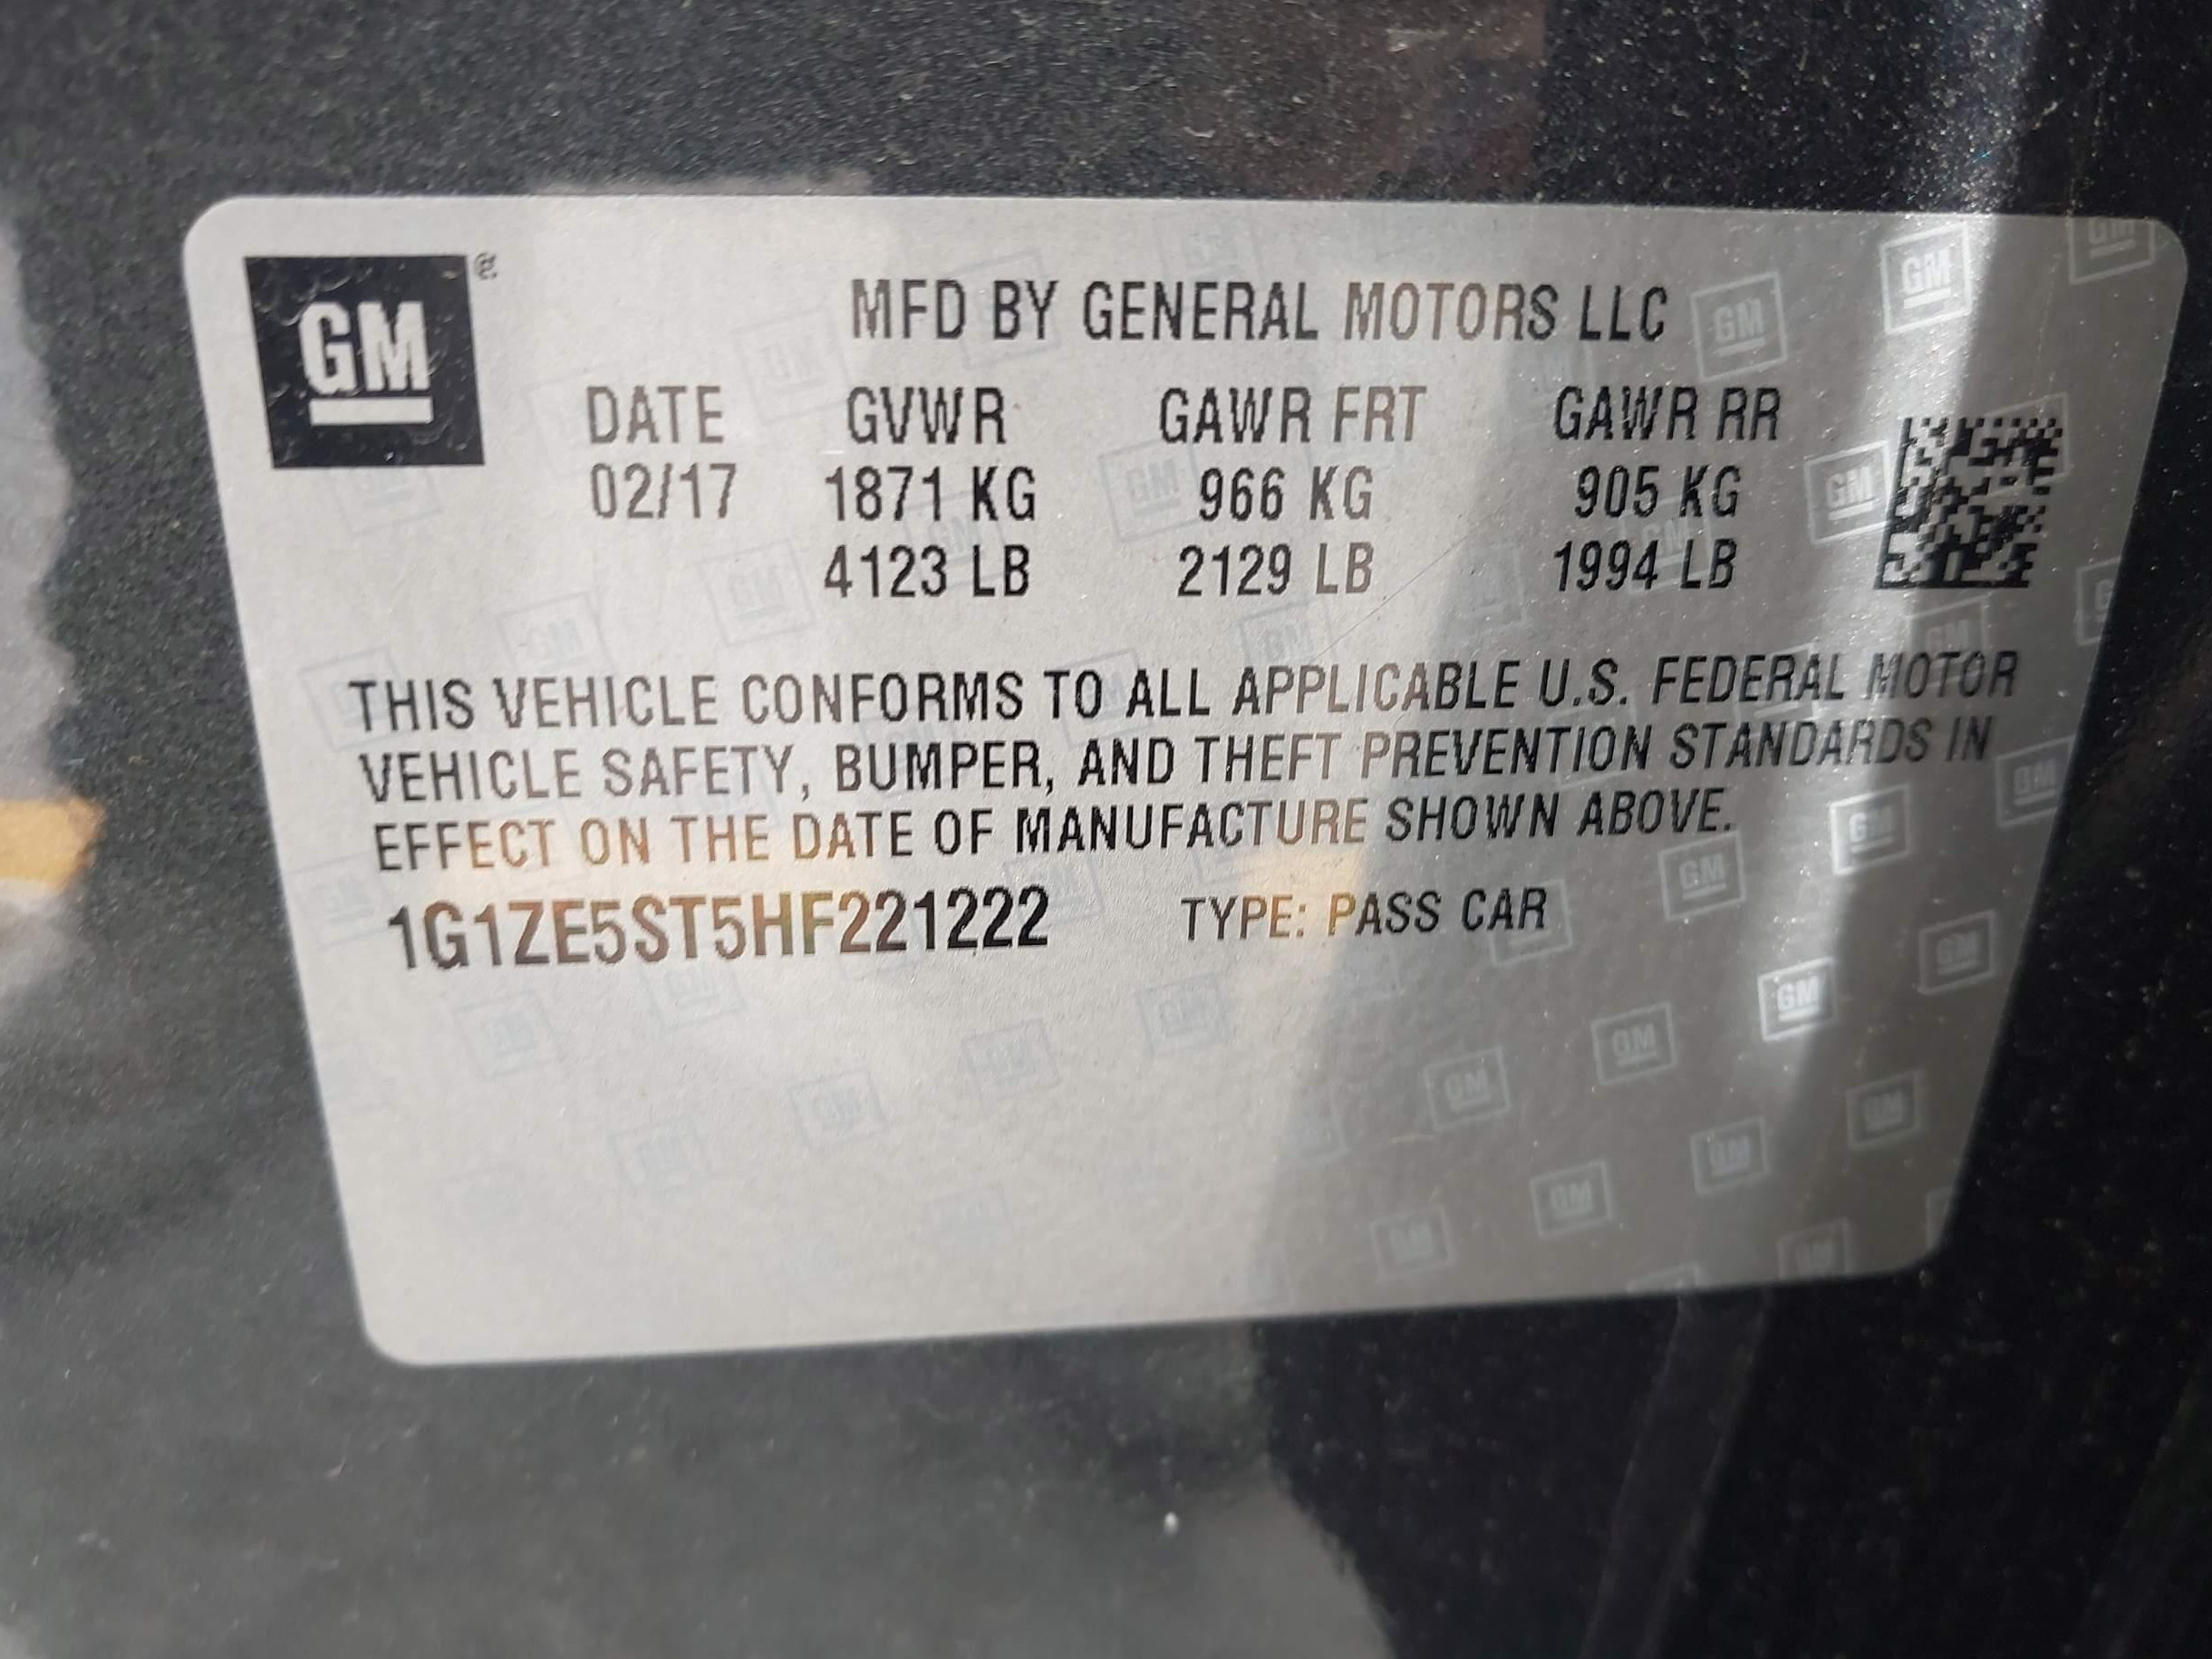 GM®
MFD BY GENERAL MOTORS LLC
DATE GVWR GAWR FRT GAWR RR
02/17 1871 KG 966 KG 905 KG
4123 LB 2129 LB 1994 LB
THIS VEHICLE CONFORMS TO ALL APPLICABLE U.S. FEDERAL MOTOR
VEHICLE SAFETY, BUMPER, AND THEFT PREVENTION STANDARDS IN
EFFECT ON THE DATE OF MANUFACTURE SHOWN ABOVE.
1G1ZE5ST5HF221222 TYPE: PASS CAR